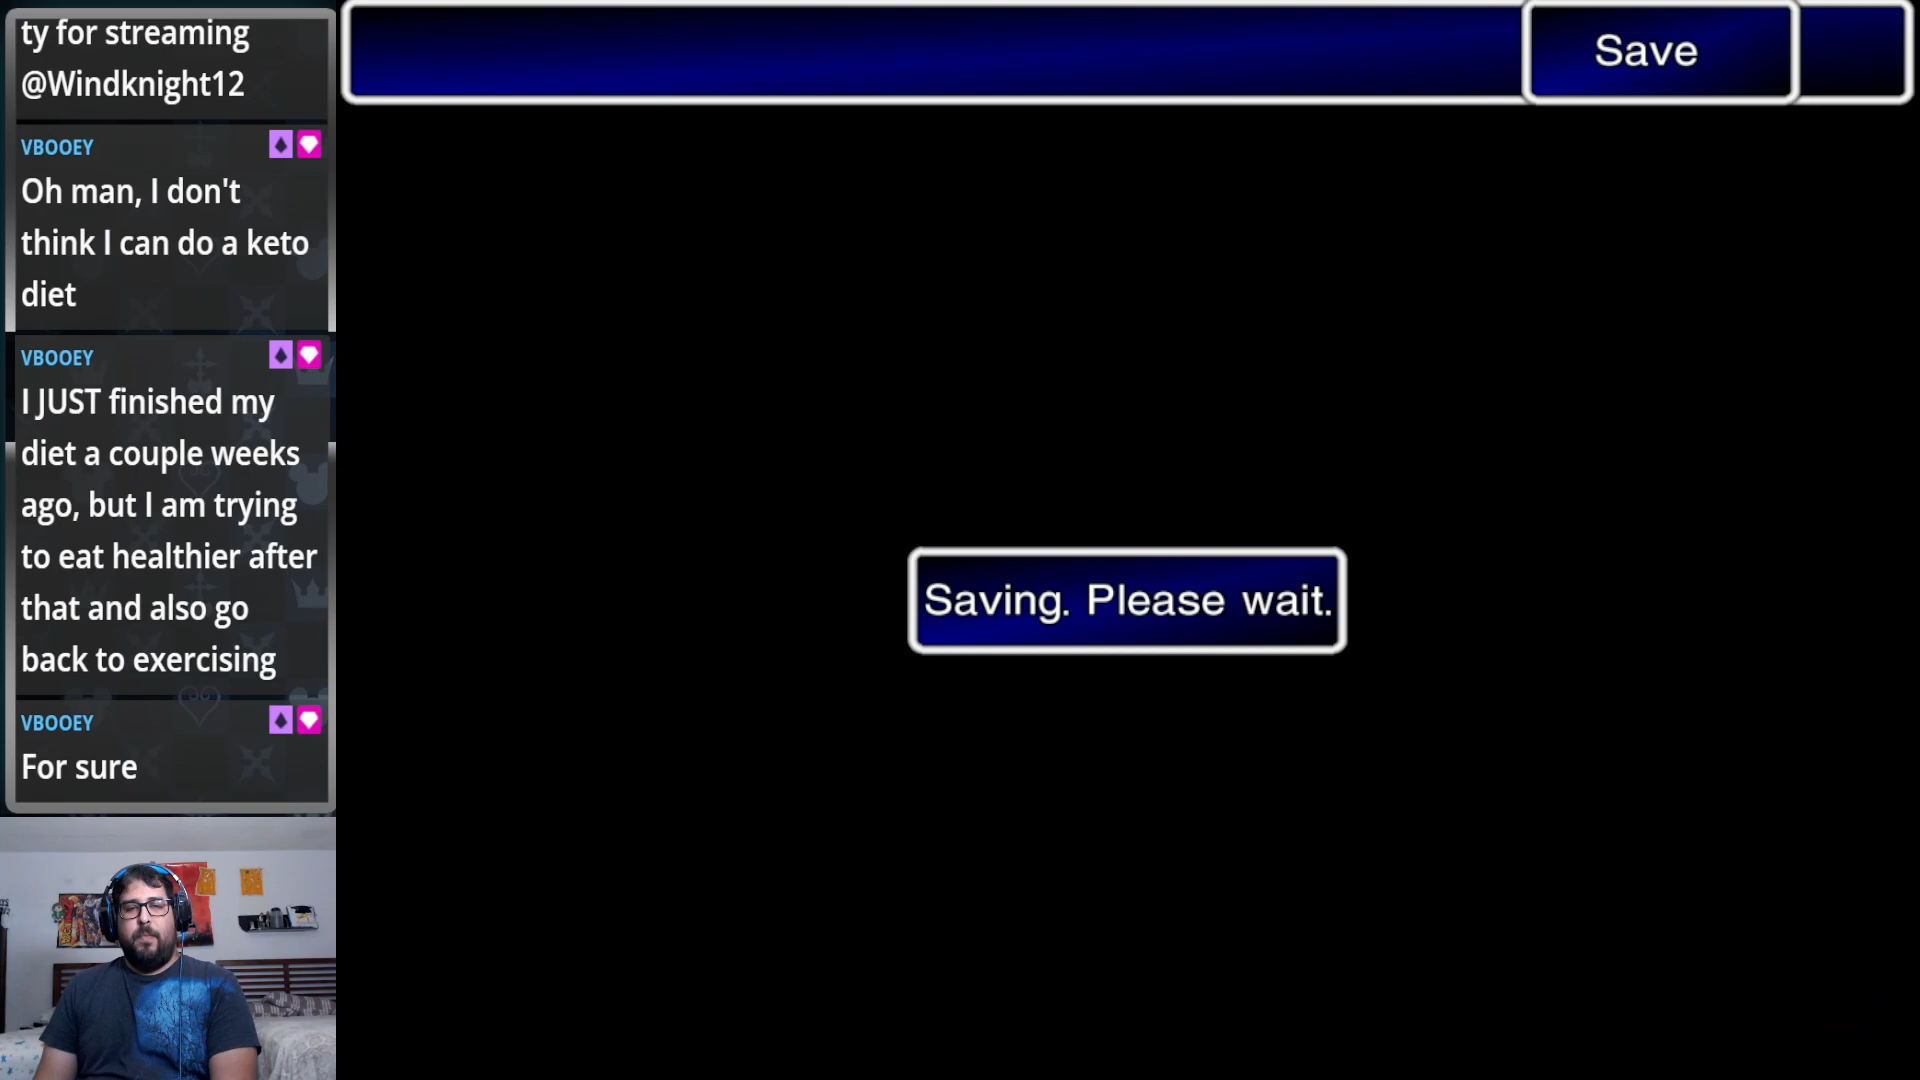 ty for streaming
@Windknight12
VBOOEY
Oh man, I don't
think I can do a keto
diet
VBOOEY
I JUST finished my
diet a couple weeks
ago, but I am trying
to eat healthier after
that and also go
back to exercising
VBOOEY
For sure
Save
Saving. Please wait.